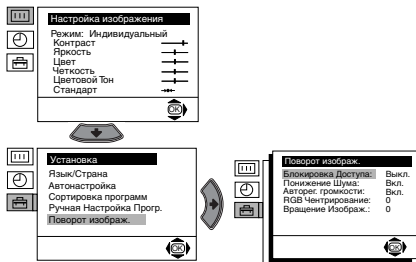 Настройка изображения
Режим: Индивидуальный
Контраст
Яркость
Цвет
Четкость
Цветовой Тон
Стандарт
OK
Установка
Язык/Страна
Автонастройка
Сортировка программ
Ручная Настройка Прогр.
Поворот изображ.
OK
Поворот изображ.
Блокировка Доступа: Выкл.
Понижение Шума: Вкл.
Авторег. громкости: Вкл.
RGB Чентрирование: 0
Вращение Изображ.: 0
OK